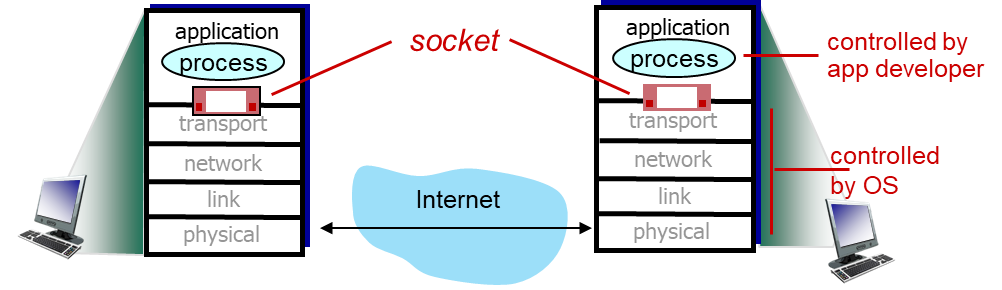 application
process
transport
network
link
physical
socket
Internet
application
process
transport
network
link
physical
controlled by
app developer
controlled
by OS